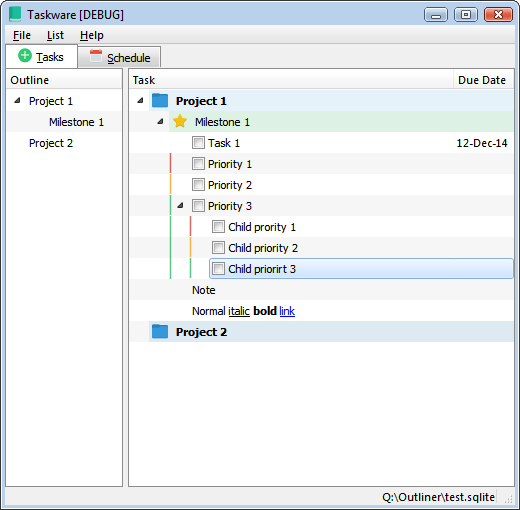 Taskware [DEBUG]
File List Help
Tasks Schedule
Outline
Project 1
Milestone 1
Project 2
Task Due Date
Project 1
Milestone 1
Task 1 12-Dec-14
Priority 1
Priority 2
Priority 3
Child prority 1
Child priority 2
Child priorirt 3
Note
Normal italic bold link
Project 2
Q:\Outliner\test.sqlite